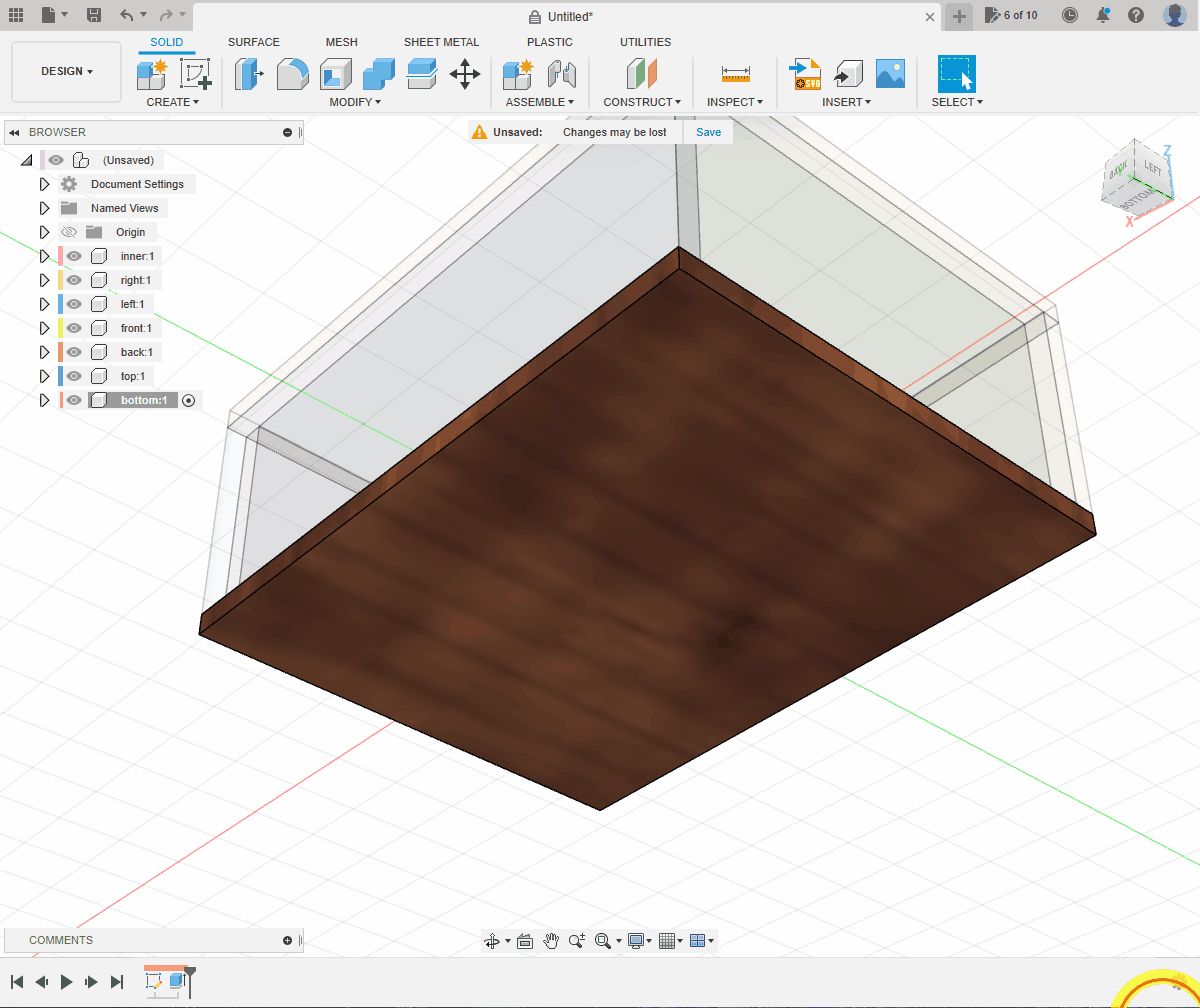 Untitled*
6 of 10
DESIGN
SOLID
SURFACE
MESH
SHEET METAL
PLASTIC
UTILITIES
SVG
CREATE
MODIFY
ASSEMBLE
CONSTRUCT
INSPECT
INSERT
SELECT
BROWSER
Unsaved:
Changes may be lost
Save
(Unsaved)
Document Settings
Named Views
Origin
inner:1
right:1
left:1
front:1
back:1
top:1
bottom:1
Z
BACK
LEFT
BOTTOM
X
COMMENTS